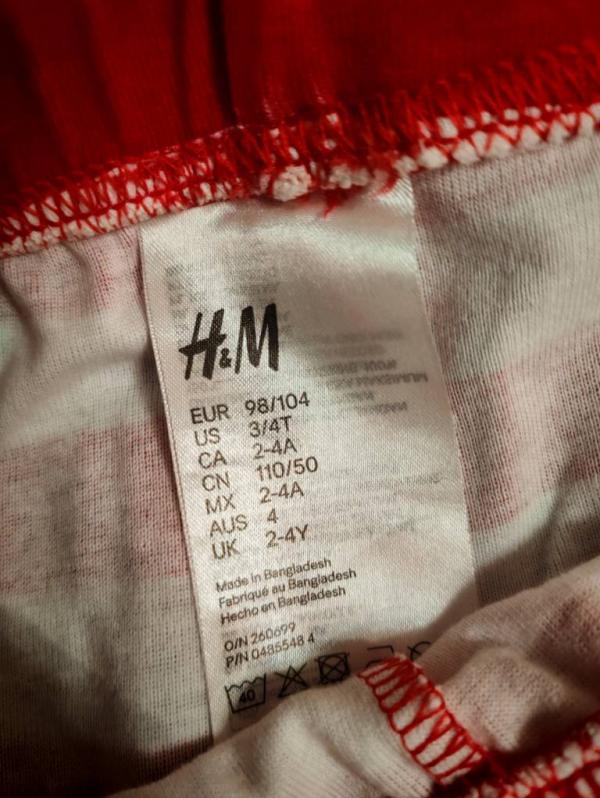 H&M
EUR 98/104
US 3/4T
CA 2-4A
CN 110/50
MX 2-4A
AUS 4
UK 2-4Y
Made in Bangladesh
Fabriqué au Bangladesh
Hecho en Bangladesh
O/N 260699
P/N 0485548 4
40